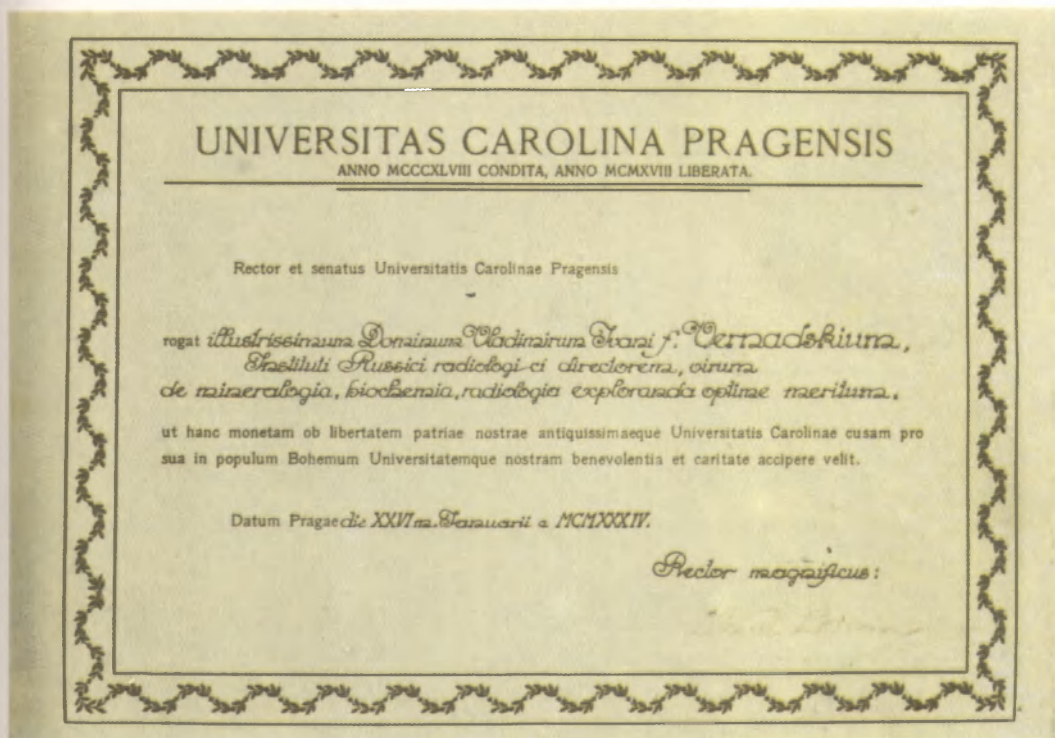 UNIVERSITAS CAROLINA PRAGENSIS
ANNO MCCCXLVIII CONDITA, ANNO MCMXVIII LIBERATA.
Rector et senatus Universitatis Carolinae Pragensis
rogat illustrissimum Dominum Vladimirum Ivani f. Vernadskium,
Instituti Russici radiologi ci directorem, virum
de mineralogia, biochemia, radiologia exploranda optime meritum,
ut hanc monetam ob libertatem patriae nostrae antiquissimaeque Universitatis Carolinae cusam pro
sua in populum Bohemum Universitatemque nostram benevolentia et caritate accipere velit.
Datum Pragae die XXVI m. Januarii a MCMXXXIV.
Rector magnificus: